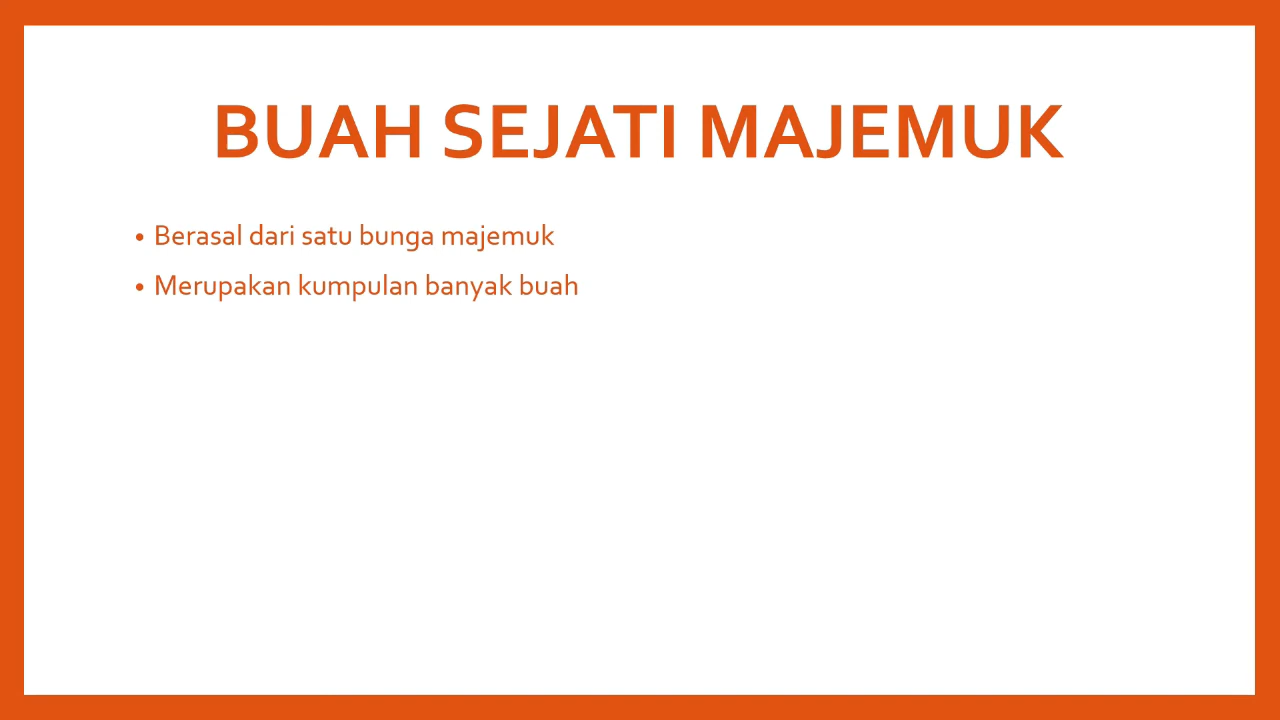 BUAH SEJATI MAJEMUK
• Berasal dari satu bunga majemuk
• Merupakan kumpulan banyak buah